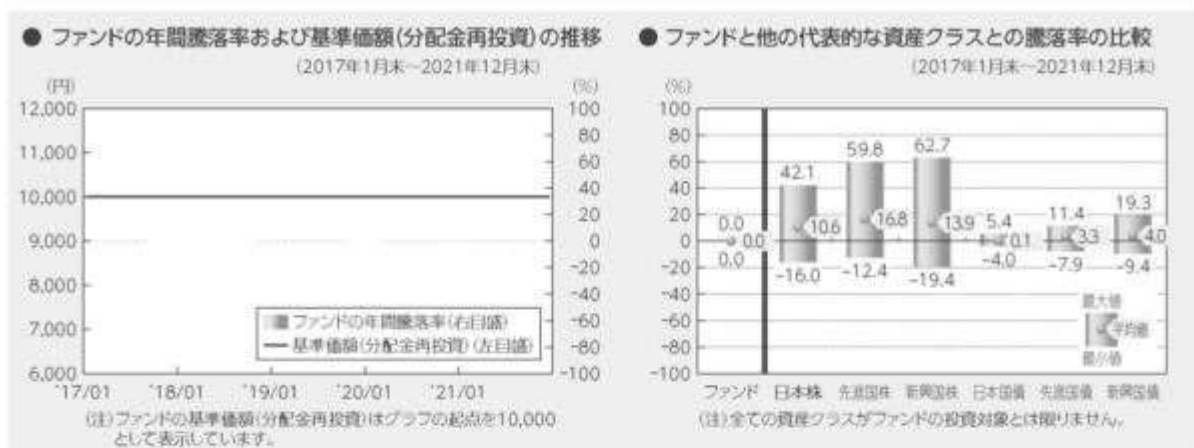 ● ファンドの年間騰落率および基準価額(分配金再投資)の推移
(2017年1月末~2021年12月末)
(円)
(%)
12,000
11,000
10,000
9,000
8,000
7,000
6,000
100
80
60
40
20
0
-20
-40
-60
-80
-100
ファンドの年間騰落率(右目盛)
基準価額(分配金再投資)(左目盛)
'17/01 '18/01 '19/01 '20/01 '21/01
(注)ファンドの基準価額(分配金再投資)はグラフの起点を10,000
として表示しています。
● ファンドと他の代表的な資産クラスとの騰落率の比較
(2017年1月末~2021年12月末)
(%)
100
80
60
40
20
0
-20
-40
-60
-80
-100
0.0 42.1 59.8 62.7 5.4 11.4 19.3
0.0 10.6 16.8 13.9 0.1 3.3 4.0
0.0 -16.0 -12.4 -19.4 -4.0 -7.9 -9.4
最大値
平均値
最小値
ファンド 日本株 先進国株 新興国株 日本国債 先進国債 新興国債
(注)全ての資産クラスがファンドの投資対象とは限りません。